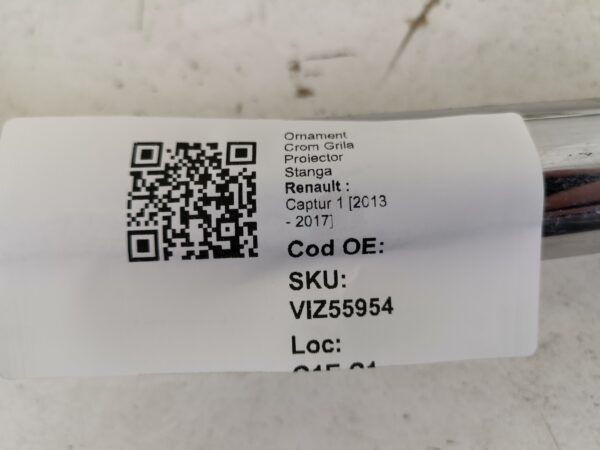 Ornament
Crom Grila
Proiector
Stanga
Renault :
Captur 1 [2013
- 2017]
Cod OE:
SKU:
VIZ55954
Loc: